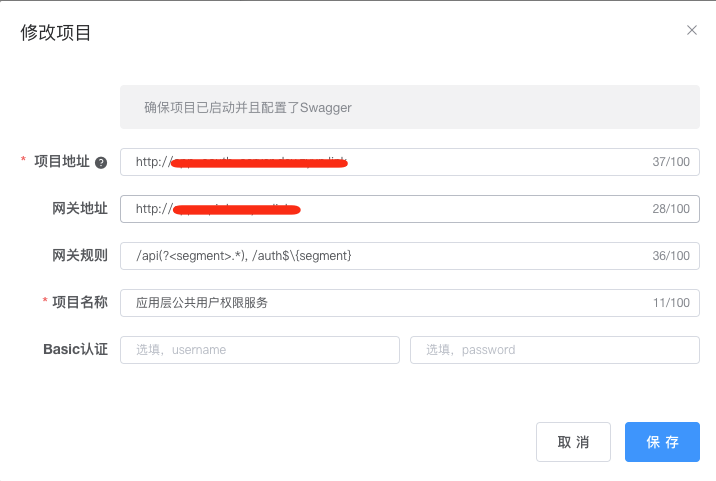 修改项目
确保项目已启动并且配置了Swagger
* 项目地址 ?
http://
37/100
网关地址
http://
28/100
网关规则
/api(?<segment>.*), /auth$\{segment}
36/100
* 项目名称
应用层公共用户权限服务
11/100
Basic认证
选填，username
选填，password
取 消
保 存